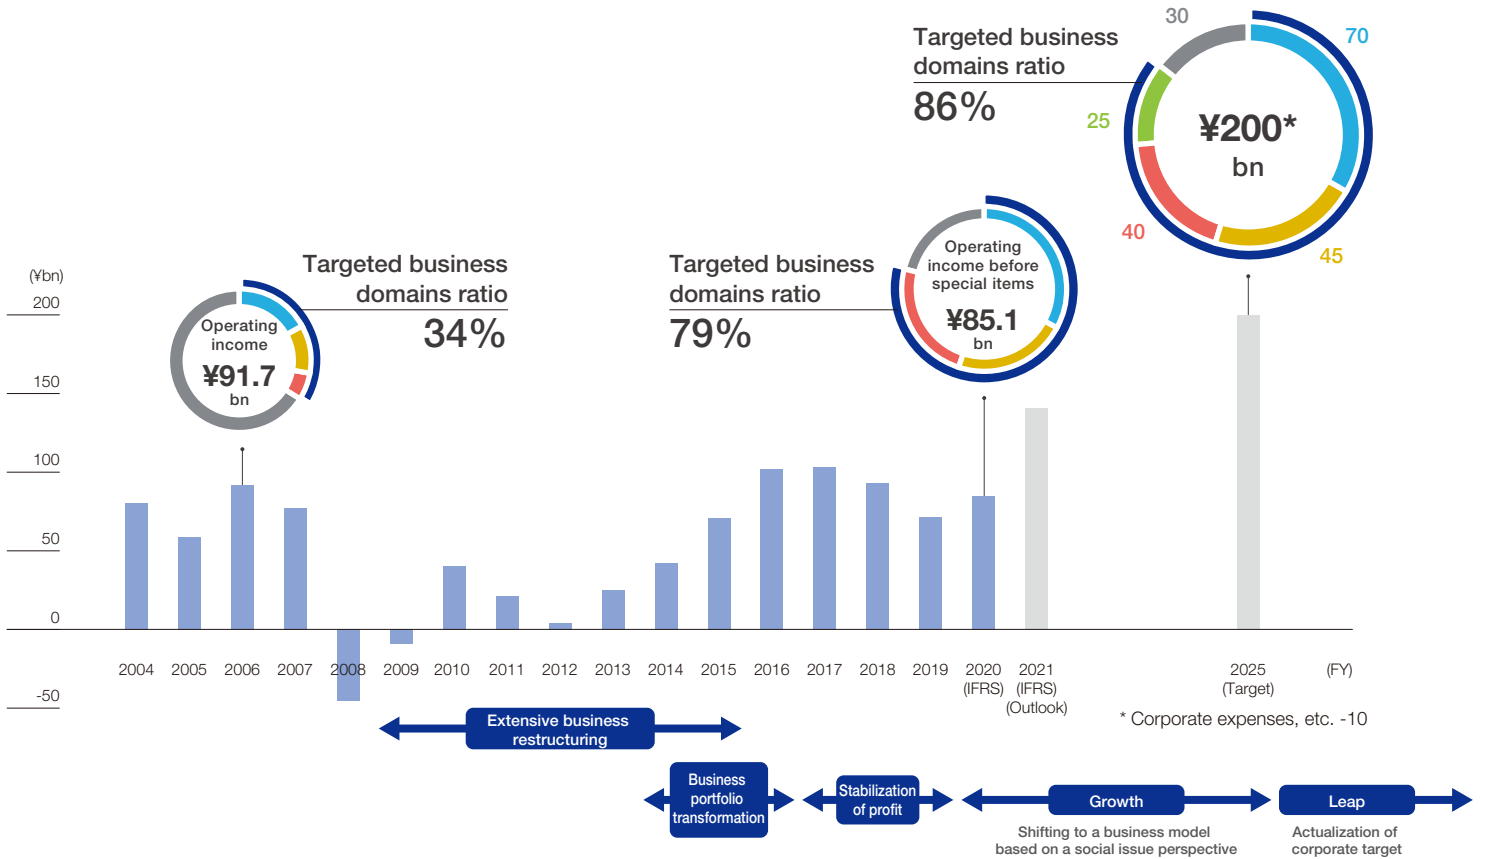 30
70
Targeted business
domains ratio
86%
25
¥200*
bn
40
45
(¥bn)
200
150
100
50
0
-50
Targeted business
domains ratio
34%
Operating
income
¥91.7
bn
Targeted business
domains ratio
79%
Operating
income before
special items
¥85.1
bn
2004 2005 2006 2007 2008 2009 2010 2011 2012 2013 2014 2015 2016 2017 2018 2019 2020 2021 2025 (FY)
(IFRS) (IFRS) (Target)
(Outlook)
* Corporate expenses, etc. -10
Extensive business
restructuring
Business
portfolio
transformation
Stabilization
of profit
Growth
Shifting to a business model
based on a social issue perspective
Leap
Actualization of
corporate target